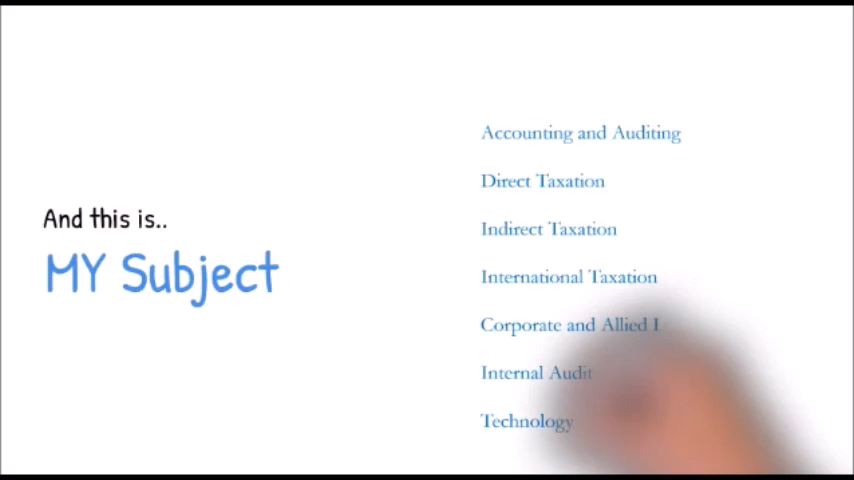 And this is..
MY Subject
Accounting and Auditing
Direct Taxation
Indirect Taxation
International Taxation
Corporate and Allied
Internal Audit
Technology